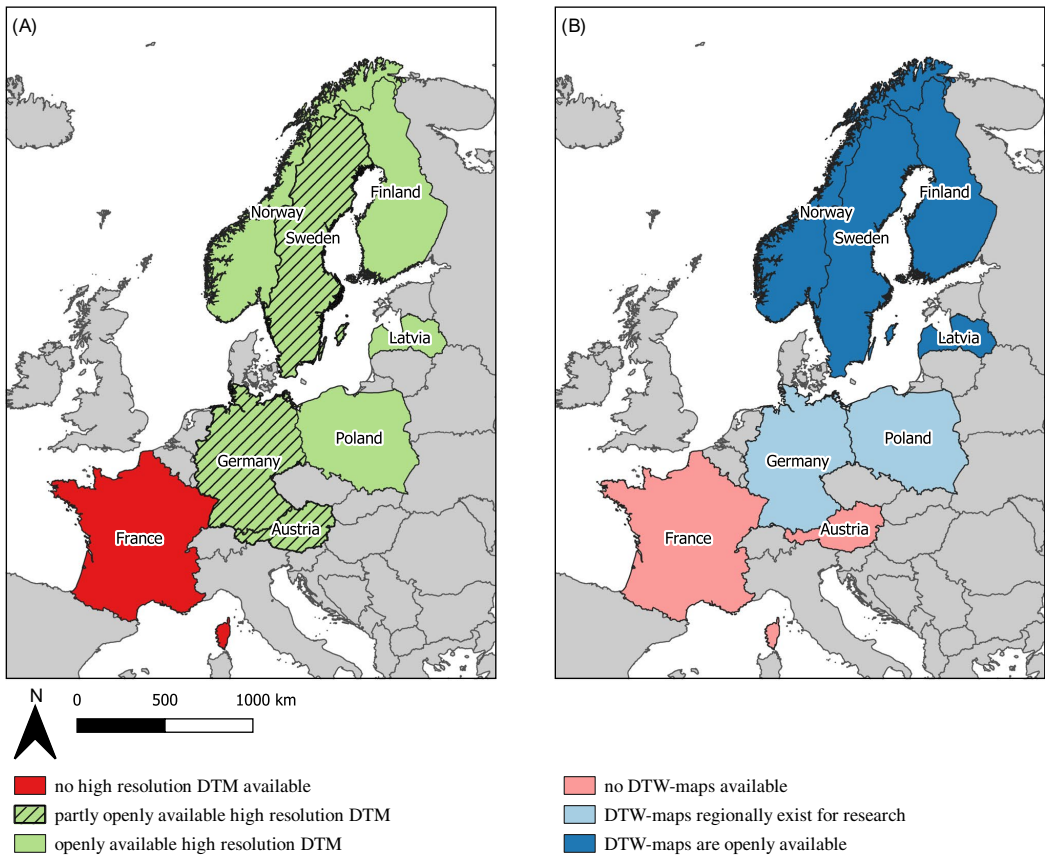 (A)
Finland
Norway
Sweden
Latvia
Poland
Germany
Austria
France
(B)
Finland
Norway
Sweden
Latvia
Poland
Germany
Austria
France
N
0 500 1000 km
no high resolution DTM available
partly openly available high resolution DTM
openly available high resolution DTM
no DTW-maps available
DTW-maps regionally exist for research
DTW-maps are openly available